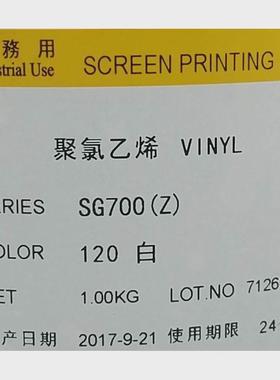 務 用
strial Use
SCREEN PRINTING
聚氯乙烯 VINYL
ARIES SG700(Z)
OLOR 120 白
ET 1.00KG LOT.NO 7126
产日期 2017-9-21 使用期限 24